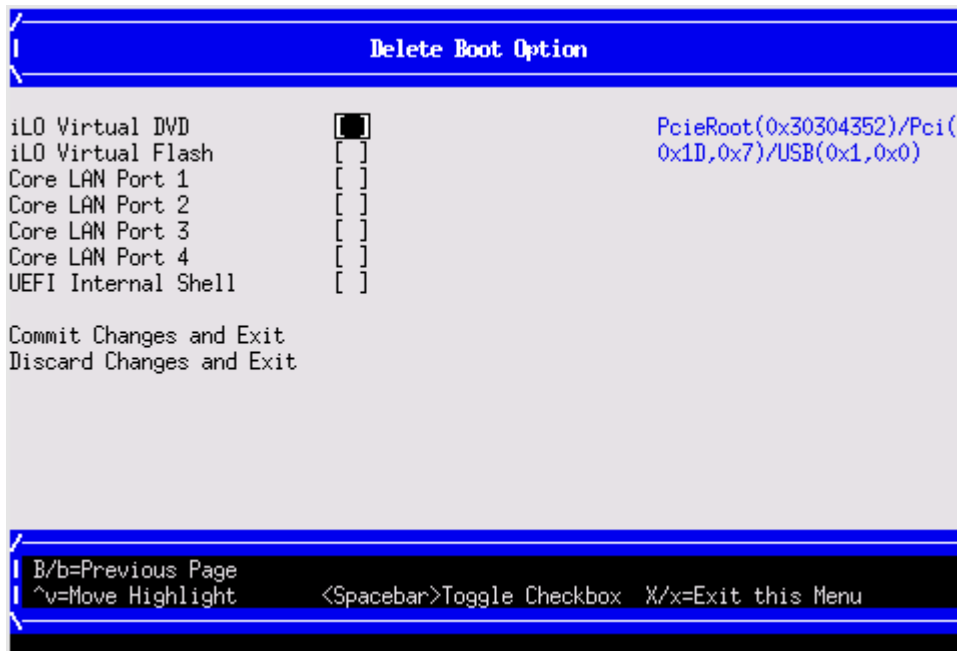 Delete Boot Option
iLO Virtual DVD [ ] PcieRoot(0x30304352)/Pci(
iLO Virtual Flash [ ] 0x1D,0x7)/USB(0x1,0x0)
Core LAN Port 1 [ ]
Core LAN Port 2 [ ]
Core LAN Port 3 [ ]
Core LAN Port 4 [ ]
UEFI Internal Shell [ ]
Commit Changes and Exit
Discard Changes and Exit
B/b=Previous Page
^v=Move Highlight <Spacebar>Toggle Checkbox X/x=Exit this Menu